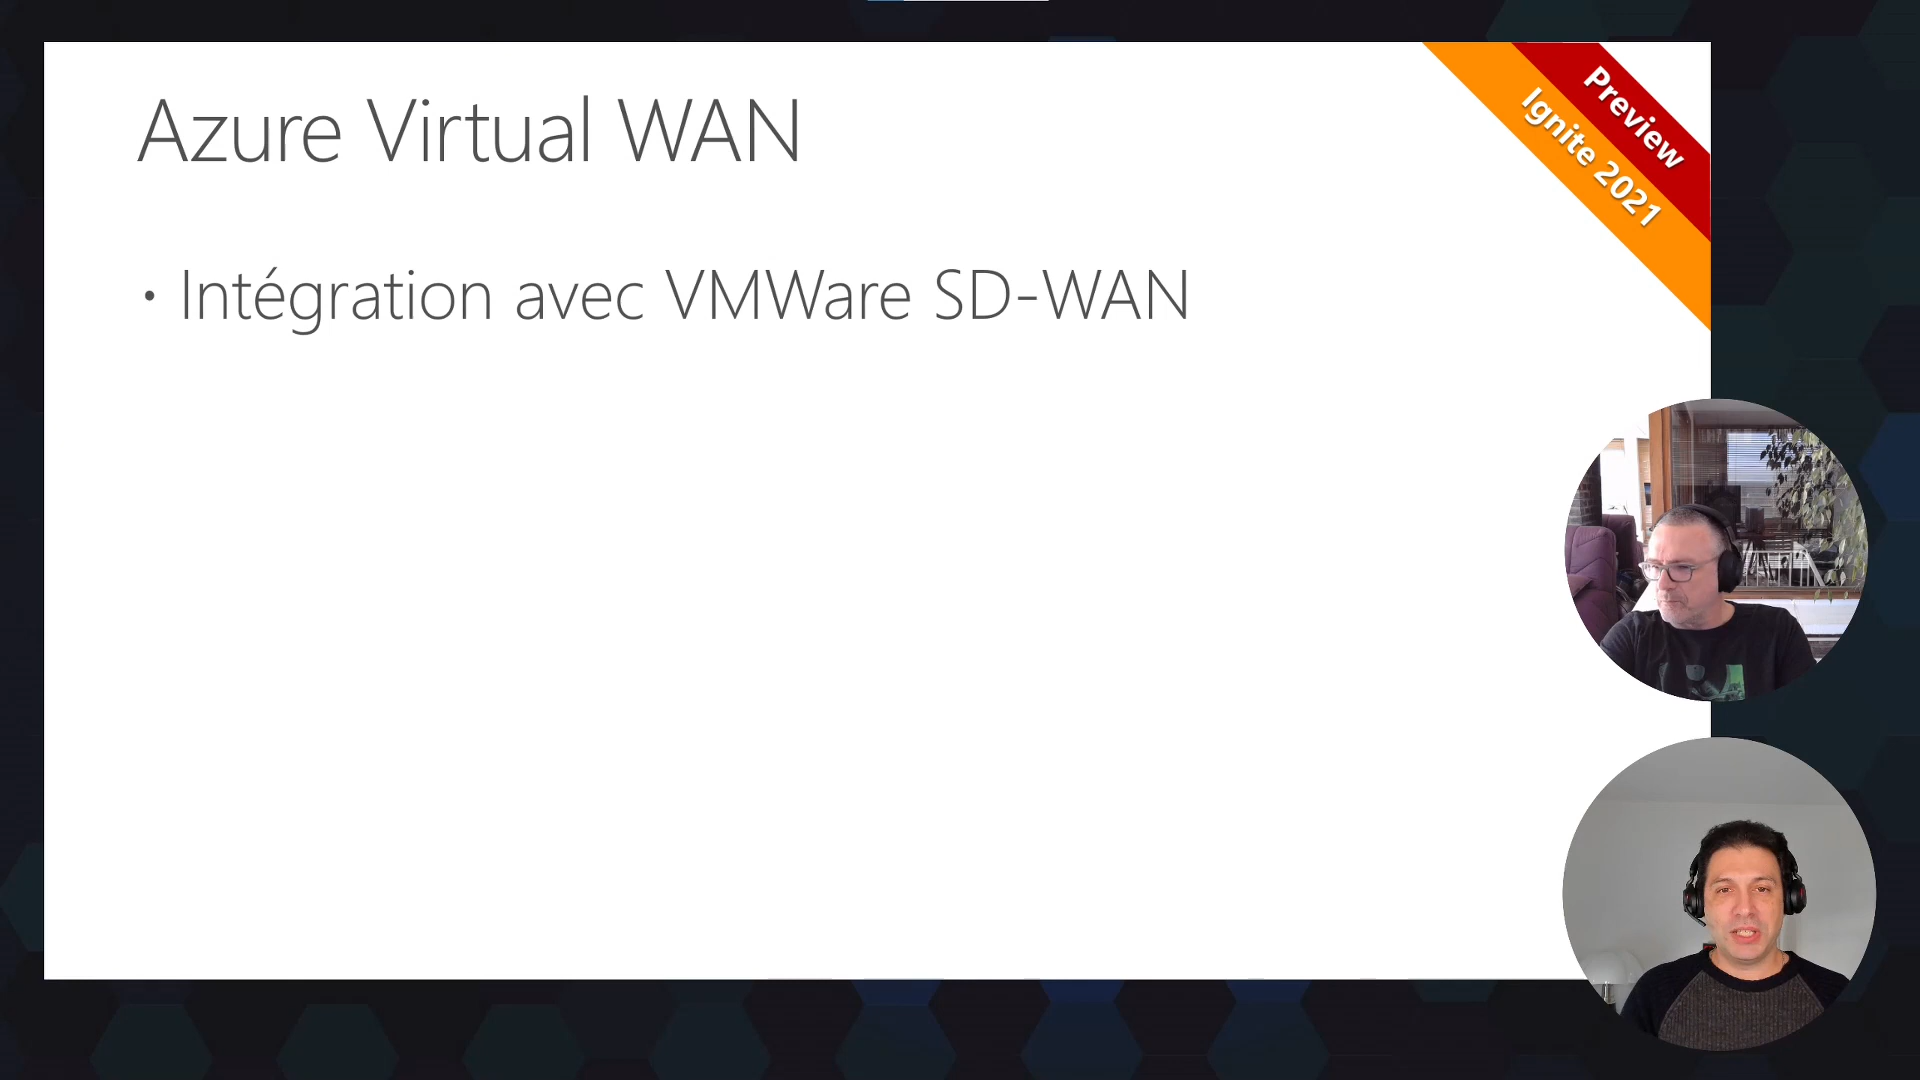 Azure Virtual WAN
• Intégration avec VMWare SD-WAN
Preview
Ignite 2021